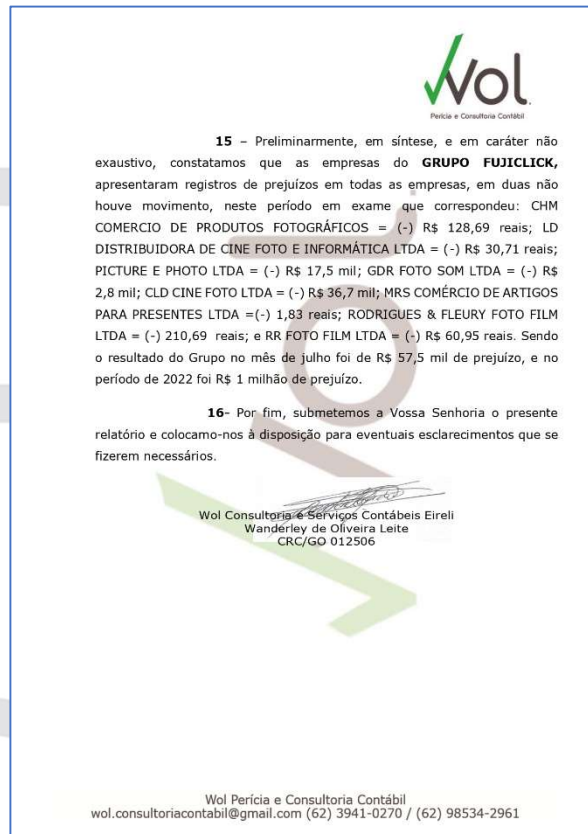 Wol
Perícia e Consultoria Contábil
15 – Preliminarmente, em síntese, e em caráter não
exaustivo, constatamos que as empresas do GRUPO FUJICLICK,
apresentaram registros de prejuízos em todas as empresas, em duas não
houve movimento, neste período em exame que correspondeu: CHM
COMERCIO DE PRODUTOS FOTOGRÁFICOS = (-) R$ 128,69 reais; LD
DISTRIBUIDORA DE CINE FOTO E INFORMÁTICA LTDA = (-) R$ 30,71 reais;
PICTURE E PHOTO LTDA = (-) R$ 17,5 mil; GDR FOTO SOM LTDA = (-) R$
2,8 mil; CLD CINE FOTO LTDA = (-) R$ 36,7 mil; MRS COMÉRCIO DE ARTIGOS
PARA PRESENTES LTDA =(-) 1,83 reais; RODRIGUES & FLEURY FOTO FILM
LTDA = (-) 210,69 reais; e RR FOTO FILM LTDA = (-) R$ 60,95 reais. Sendo
o resultado do Grupo no mês de julho foi de R$ 57,5 mil de prejuízo, e no
período de 2022 foi R$ 1 milhão de prejuízo.
16- Por fim, submetemos a Vossa Senhoria o presente
relatório e colocamo-nos à disposição para eventuais esclarecimentos que se
fizerem necessários.
Wol Consultoria e Serviços Contábeis Eireli
Wanderley de Oliveira Leite
CRC/GO 012506
Wol Perícia e Consultoria Contábil
wol.consultoriacontabil@gmail.com (62) 3941-0270 / (62) 98534-2961